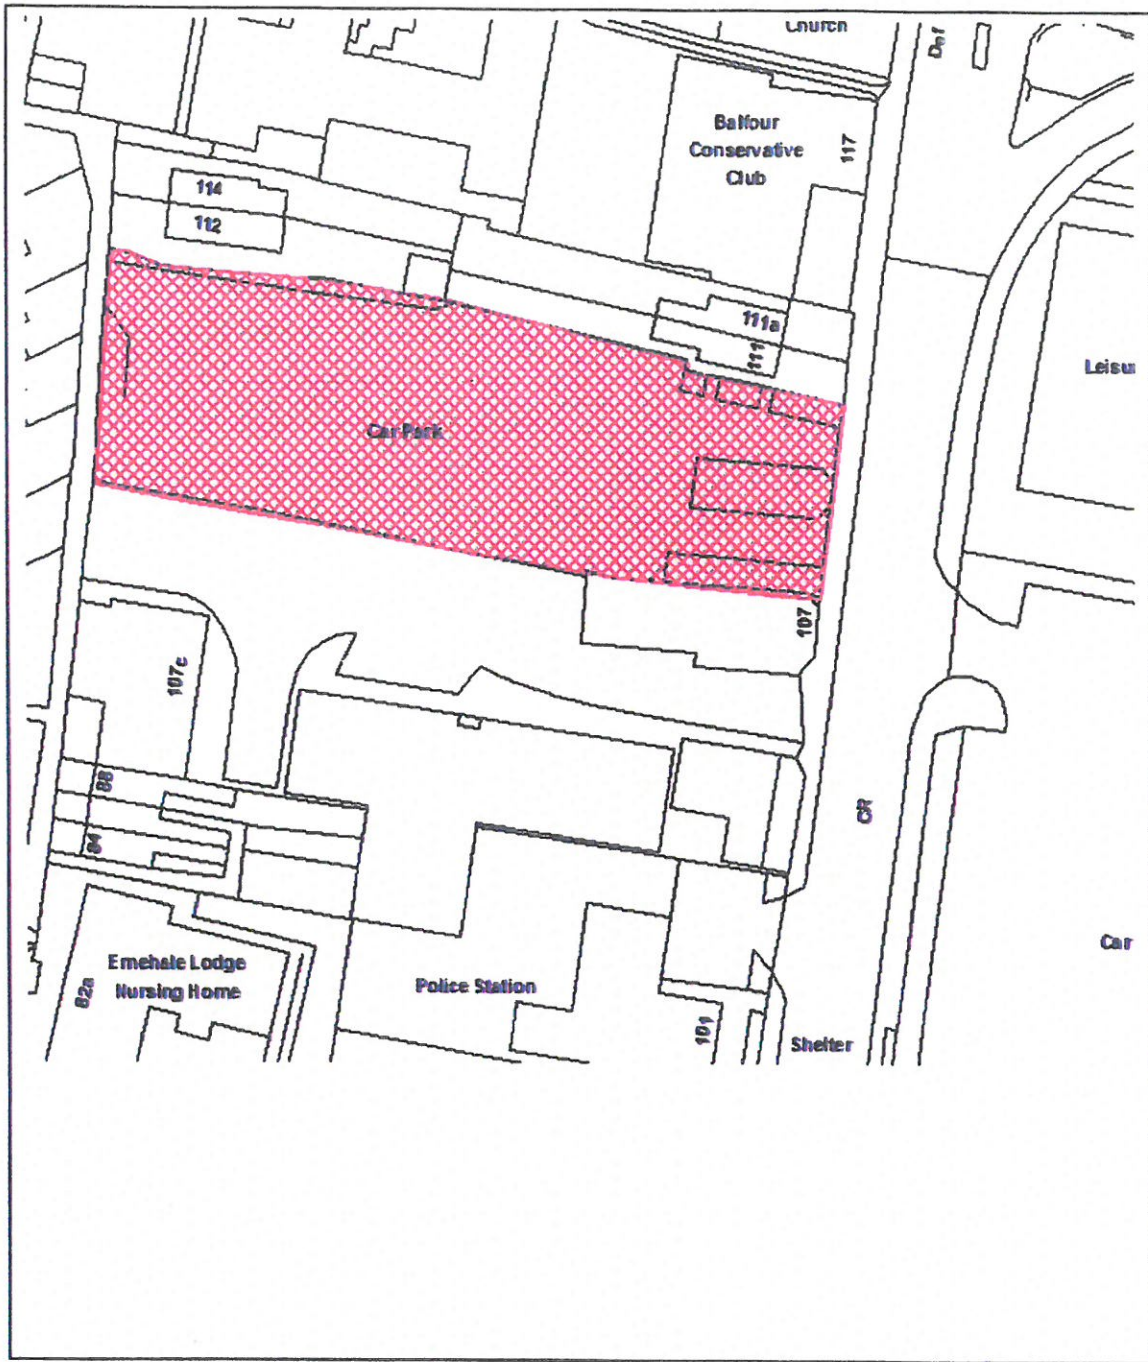 Church
Def
Balfour
Conservative
Club
117
114
112
111a
111
Leisu
Car Park
107
107c
88
84
CR
Emehale Lodge
Nursing Home
82a
Police Station
101
Shelter
Car